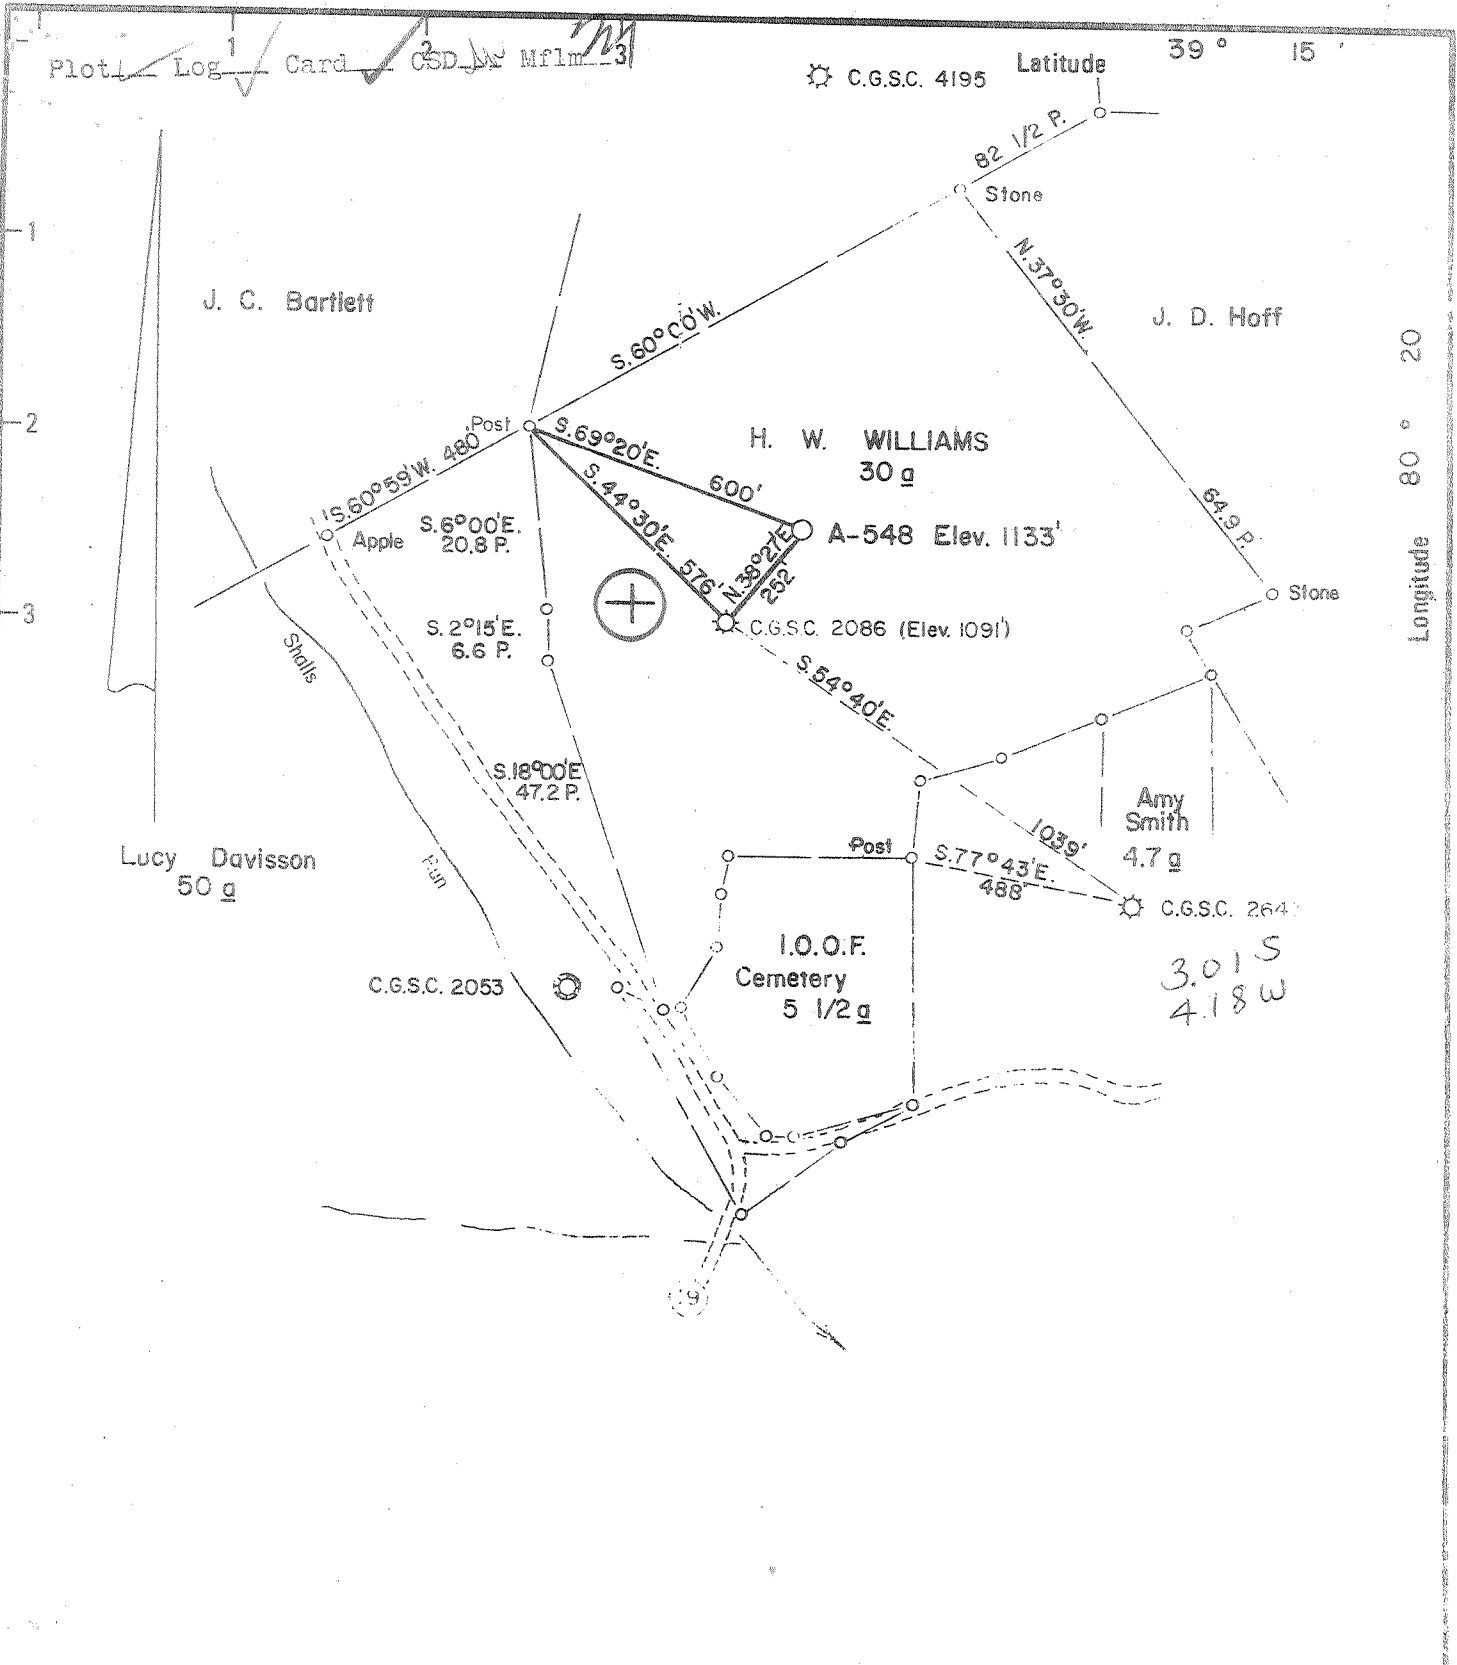 1 2 3
Plot Log Card CSD Mflm
39° 15'
Latitude
C.G.S.C. 4195
82 1/2 P.
Stone
-1
N.37°30'W.
J. C. Bartlett
J. D. Hoff
S.60°00'W.
20
80°
Longitude
-2
Post
S.69°20'E.
600'
H. W. WILLIAMS
30 a
S.60°59'W. 480
S.44°30'E. 576'
64.9 P.
Apple
S.6°00'E.
20.8 P.
N.38°27'E.
252'
A-548 Elev. 1133'
-3
Stone
S. 2°15'E.
6.6 P.
C.G.S.C. 2086 (Elev. 1091')
Shalls
S.54°40'E.
S.18°00'E
47.2 P.
Amy
Smith
4.7 a
1039'
Lucy Davisson
50 a
Run
Post
S.77°43'E.
488'
C.G.S.C. 264
I.O.O.F.
Cemetery
5 1/2 a
3.01 S
4.18 W
C.G.S.C. 2053
19